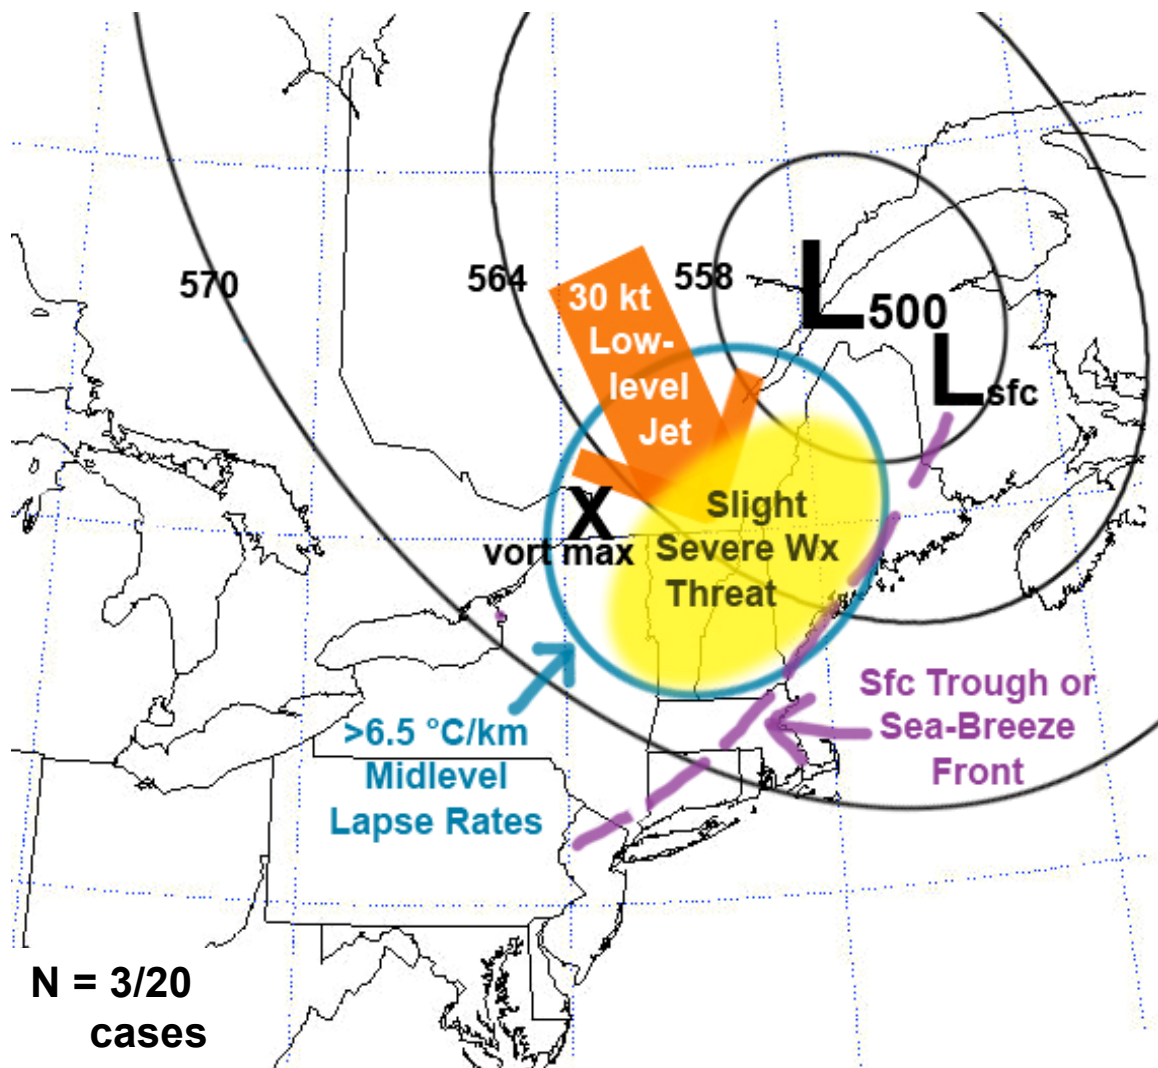 570
564
558
L500
Lsfc
30 kt
Low-
level
Jet
X
vort max
Slight
Severe Wx
Threat
>6.5 °C/km
Midlevel
Lapse Rates
Sfc Trough or
Sea-Breeze
Front
N = 3/20
cases